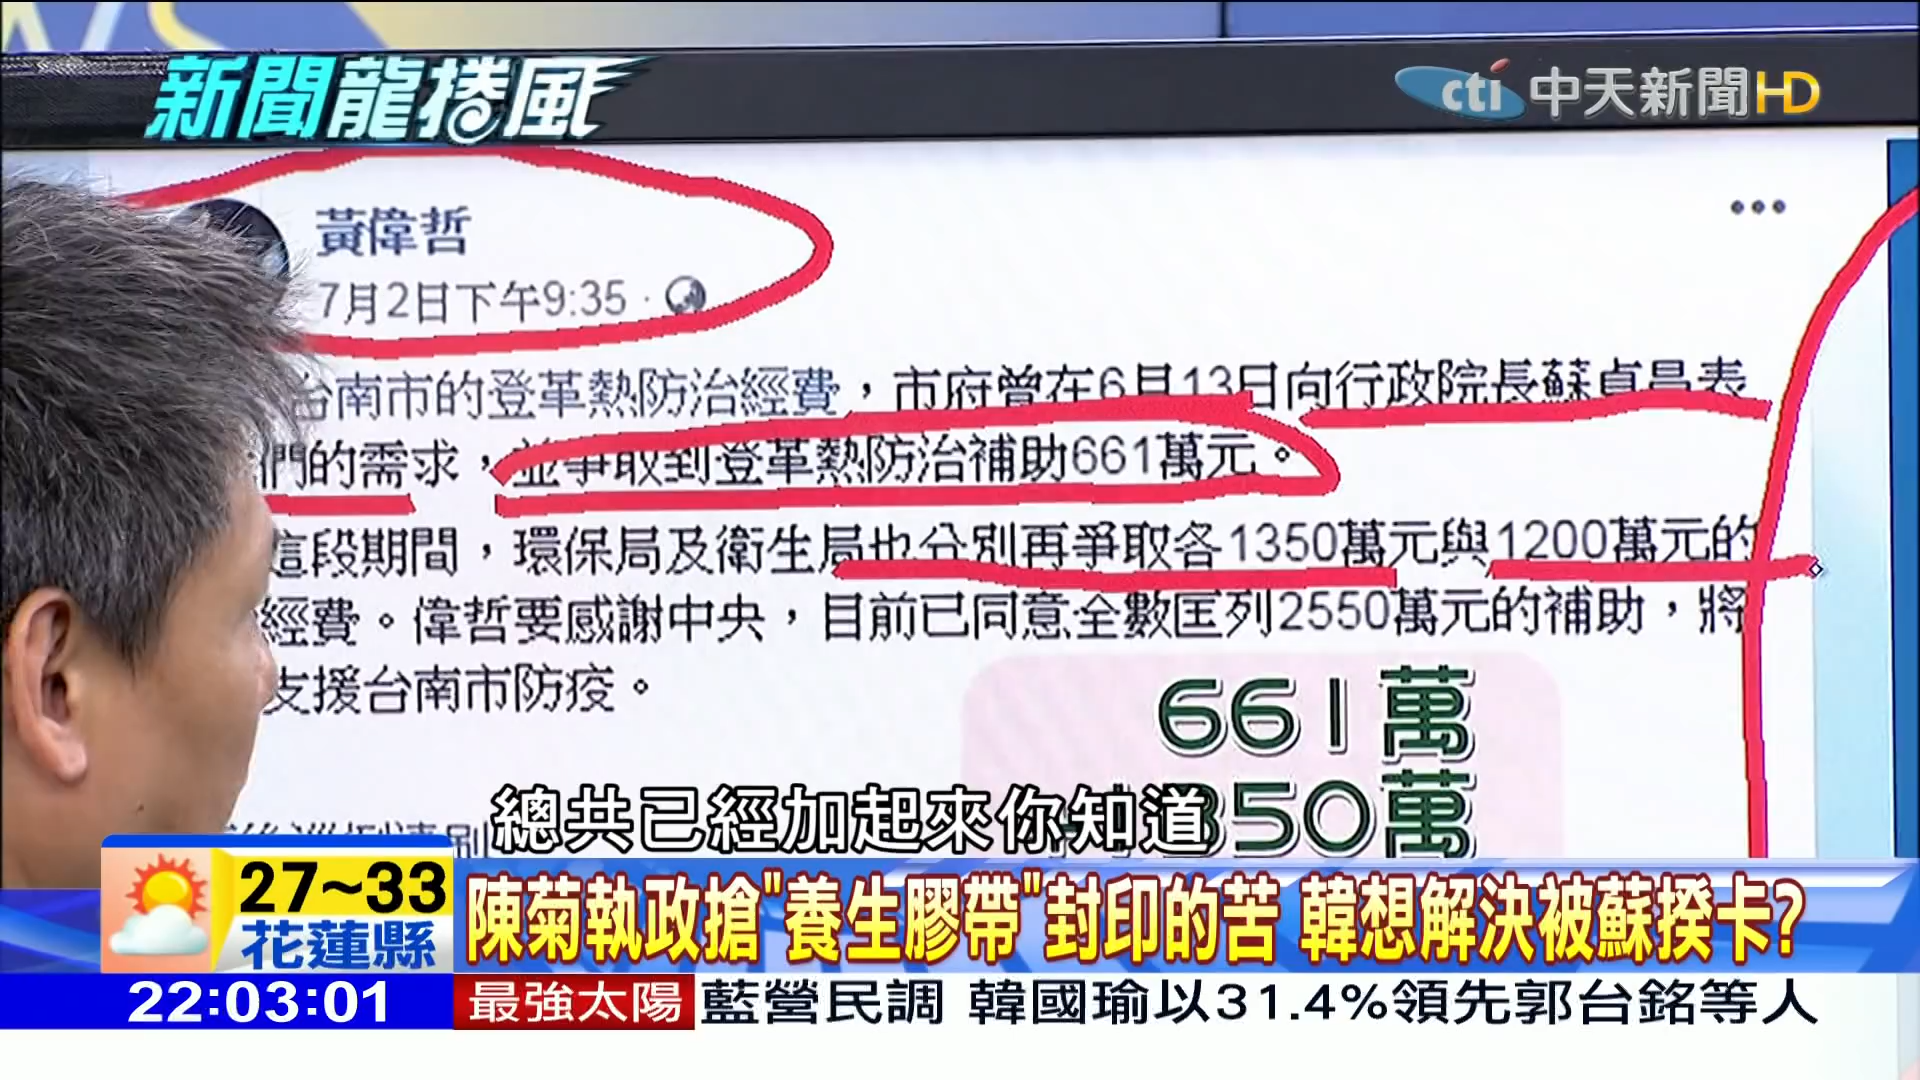 新聞龍捲風
cti 中天新聞HD
黃偉哲
7月2日下午9:35
台南市的登革熱防治經費，市府曾在6月13日向行政院長蘇貞昌表
們的需求，並爭取到登革熱防治補助661萬元。
這段期間，環保局及衛生局也分別再爭取各1350萬元與1200萬元的
經費。偉哲要感謝中央，目前已同意全數匡列2550萬元的補助，將
支援台南市防疫。
661萬
350萬
總共已經加起來你知道
27~33
花蓮縣
陳菊執政搶"養生膠帶"封印的苦 韓想解決被蘇揆卡?
22:03:01
最強太陽 藍營民調 韓國瑜以31.4%領先郭台銘等人